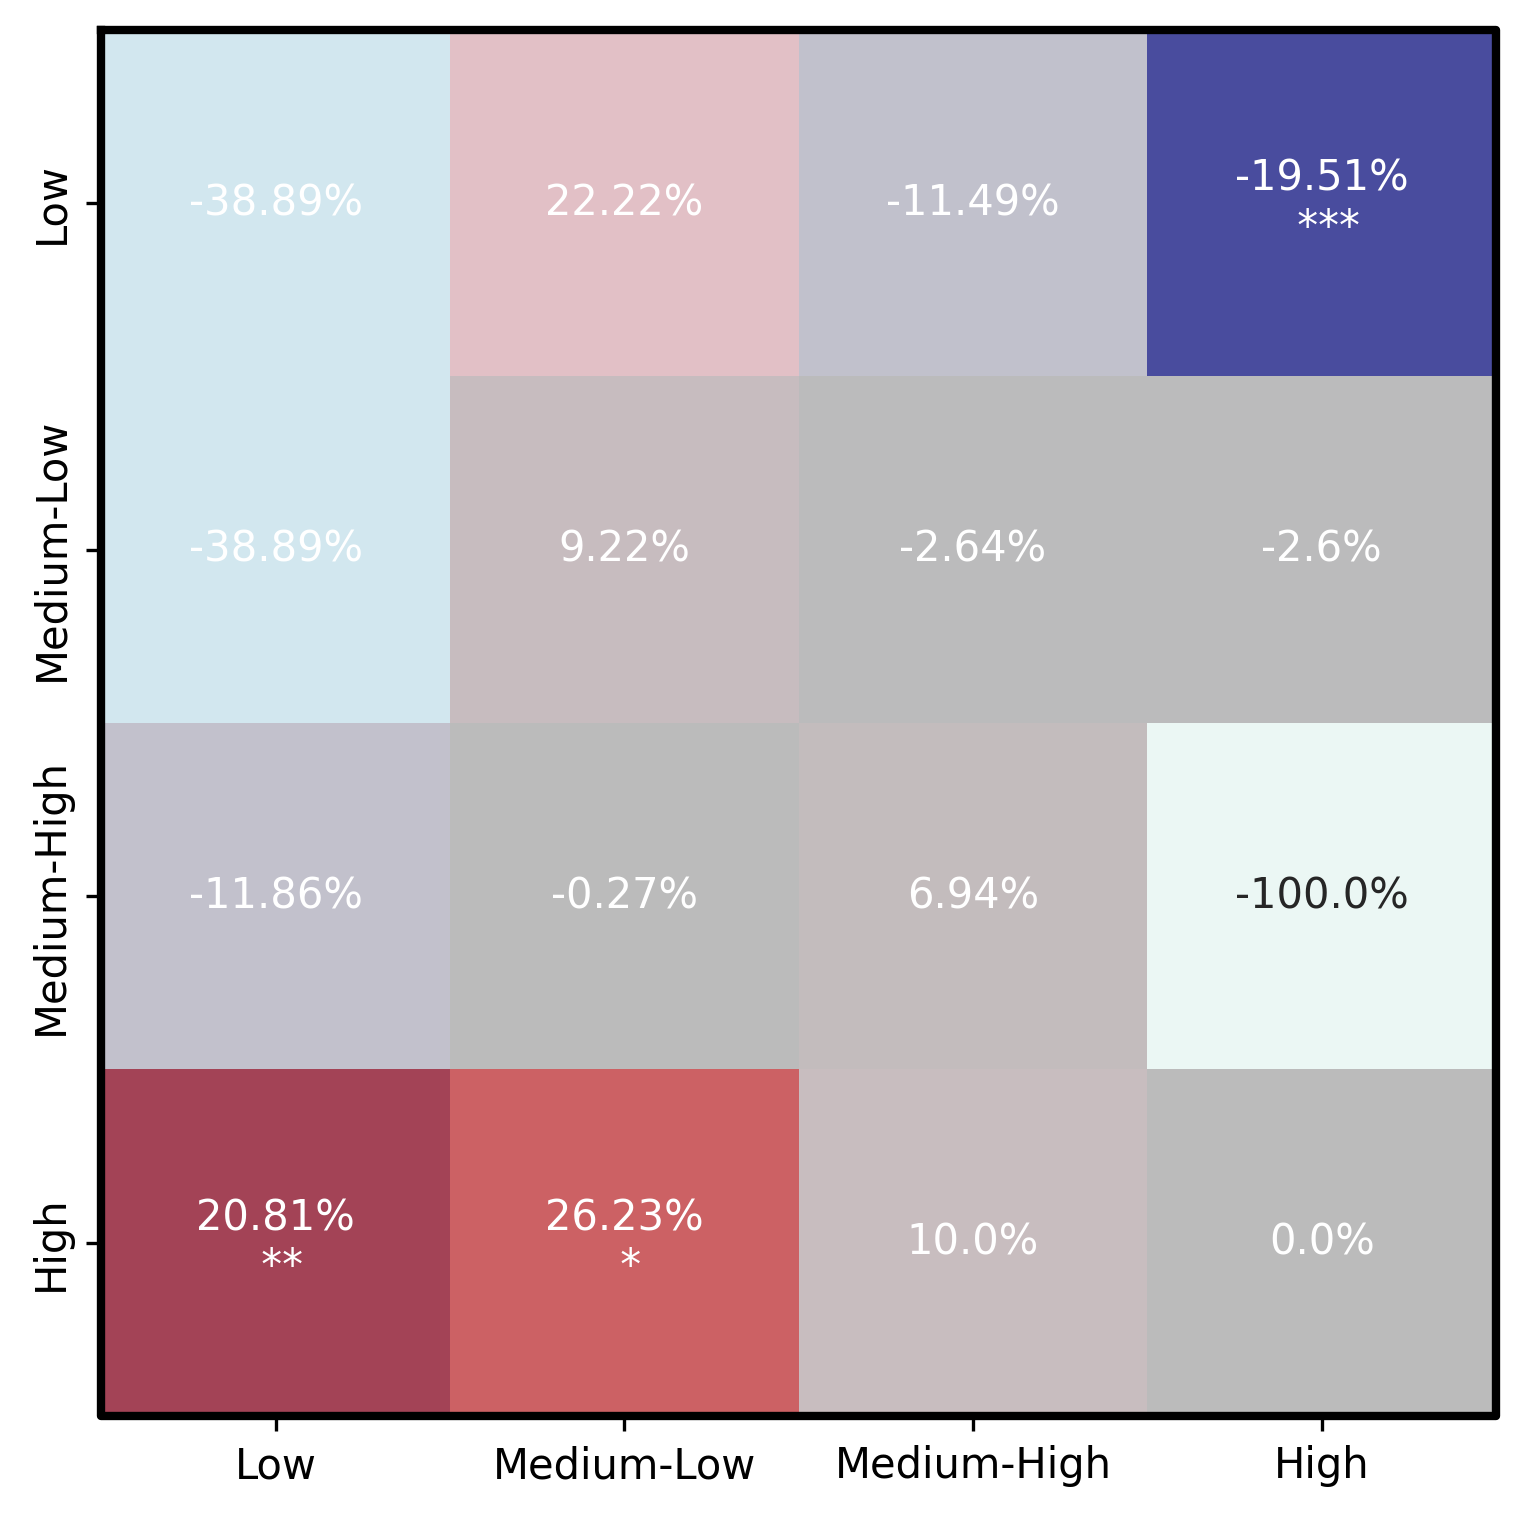 Low
-38.89%
22.22%
-11.49%
-19.51%
***
Medium-Low
-38.89%
9.22%
-2.64%
-2.6%
Medium-High
-11.86%
-0.27%
6.94%
-100.0%
High
20.81%
**
26.23%
*
10.0%
0.0%
Low
Medium-Low
Medium-High
High